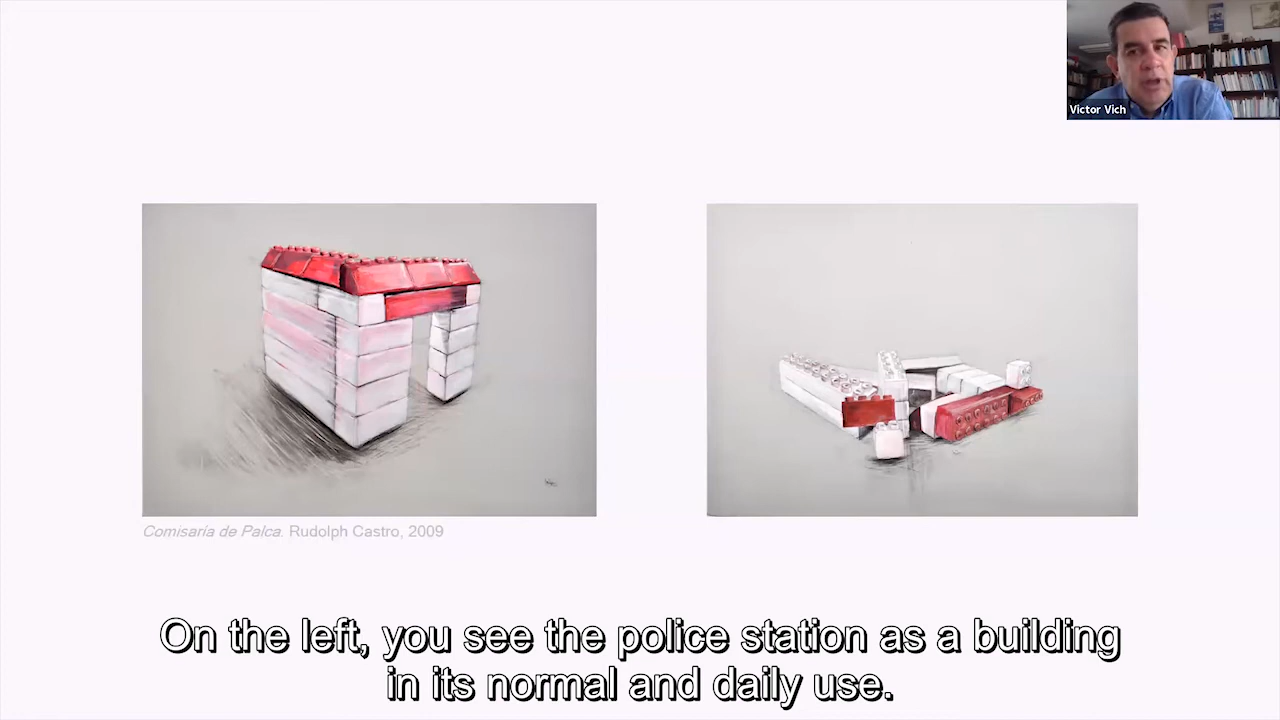 Victor Vich
Comisaría de Palca. Rudolph Castro, 2009
On the left, you see the police station as a building
in its normal and daily use.